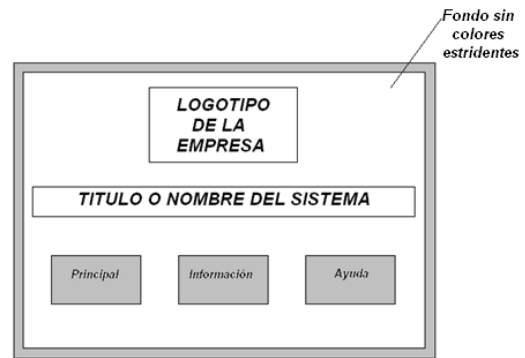 Fondo sin
colores
estridentes
LOGOTIPO
DE LA
EMPRESA
TITULO O NOMBRE DEL SISTEMA
Principal
Información
Ayuda